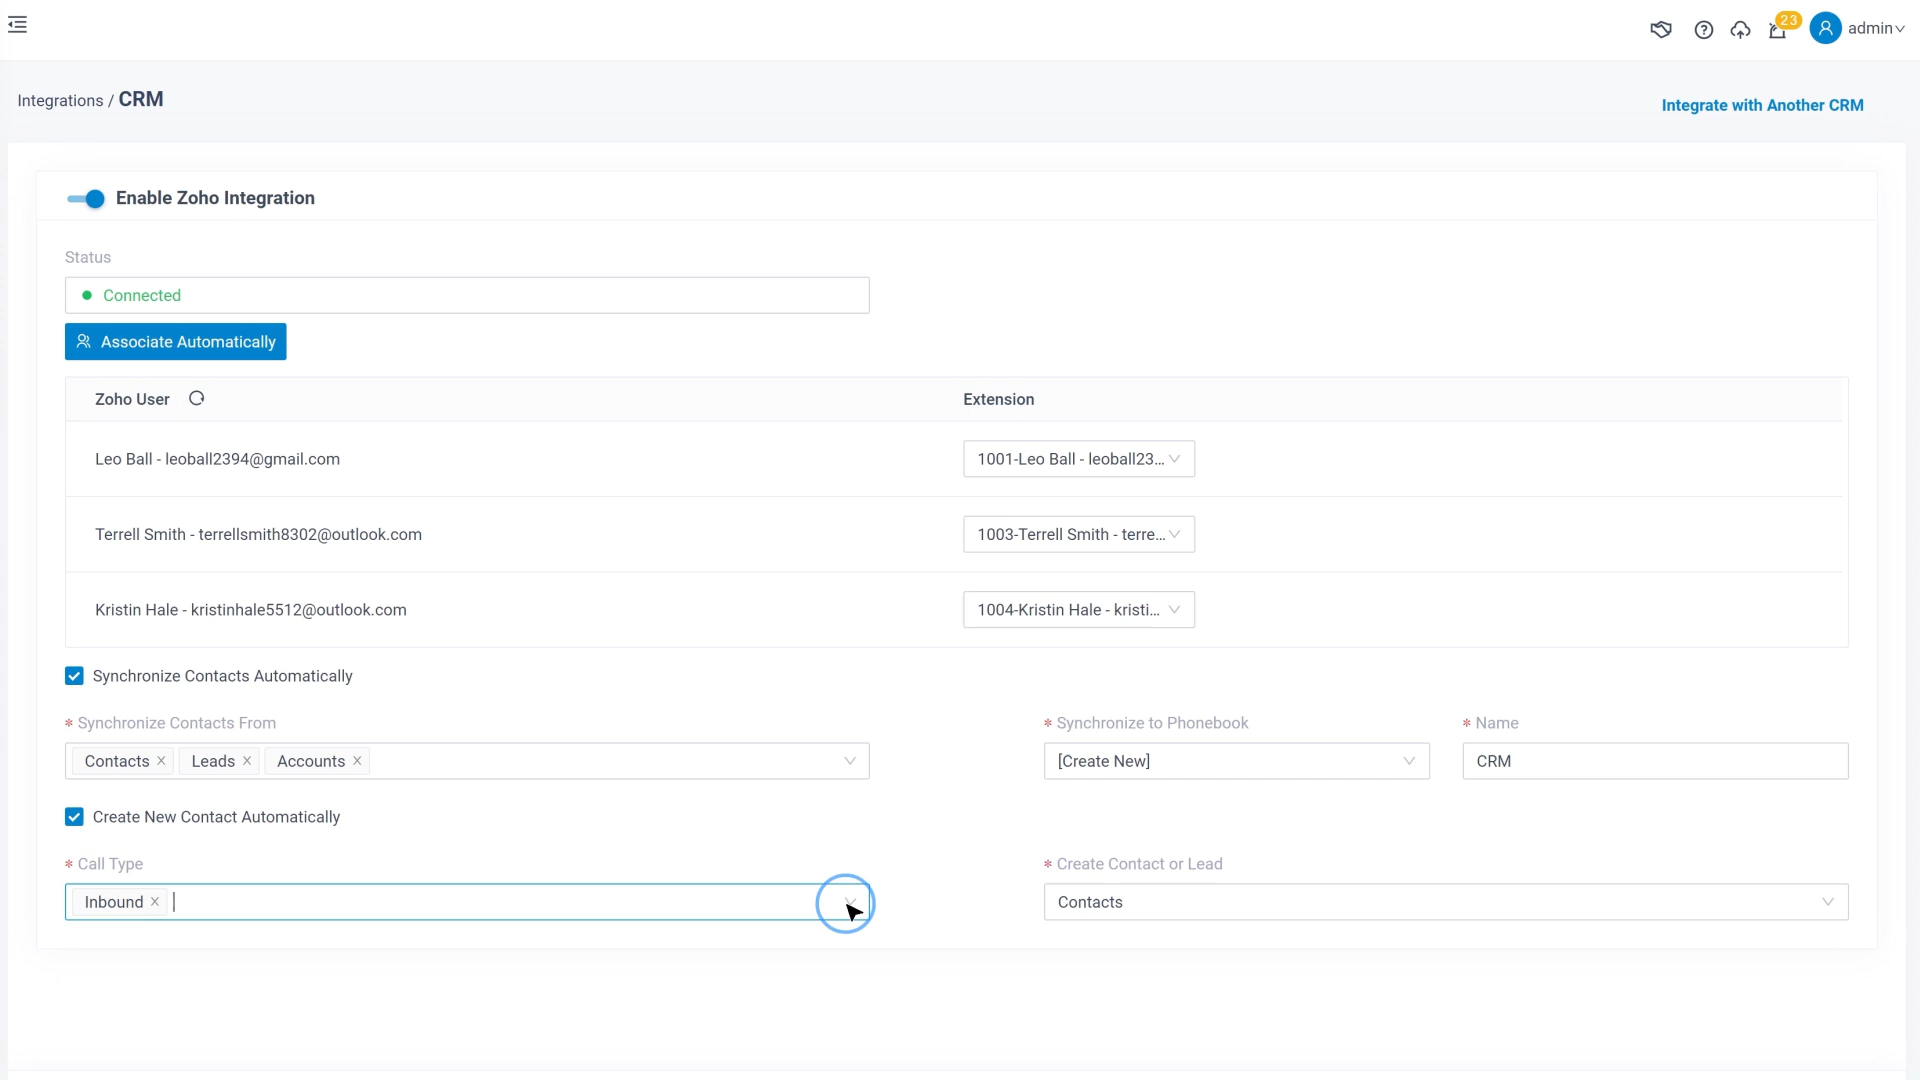 23
admin
Integrations / CRM
Integrate with Another CRM
Enable Zoho Integration
Status
Connected
Associate Automatically
Zoho User
Extension
Leo Ball - leoball2394@gmail.com
1001-Leo Ball - leoball23...
Terrell Smith - terrellsmith8302@outlook.com
1003-Terrell Smith - terre...
Kristin Hale - kristinhale5512@outlook.com
1004-Kristin Hale - kristi...
Synchronize Contacts Automatically
* Synchronize Contacts From
* Synchronize to Phonebook
* Name
Contacts × Leads × Accounts ×
[Create New]
CRM
Create New Contact Automatically
* Call Type
* Create Contact or Lead
Inbound ×
Contacts